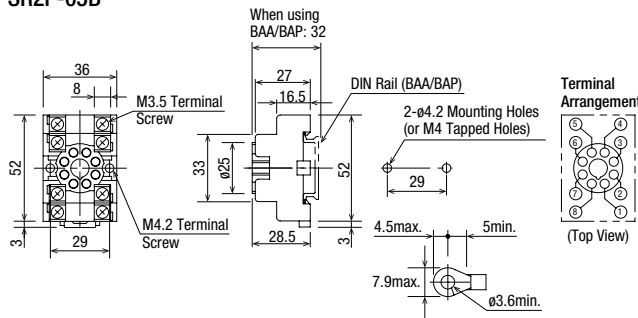 When using
BAA/BAP: 32
36
8
27
16.5
M3.5 Terminal
Screw
DIN Rail (BAA/BAP)
2-ø4.2 Mounting Holes
(or M4 Tapped Holes)
Terminal
Arrangement
52
33
ø25
52
29
5
4
6
3
7
2
8
1
(Top View)
3
29
M4.2 Terminal
Screw
28.5
3
4.5max.
5min.
7.9max.
ø3.6min.